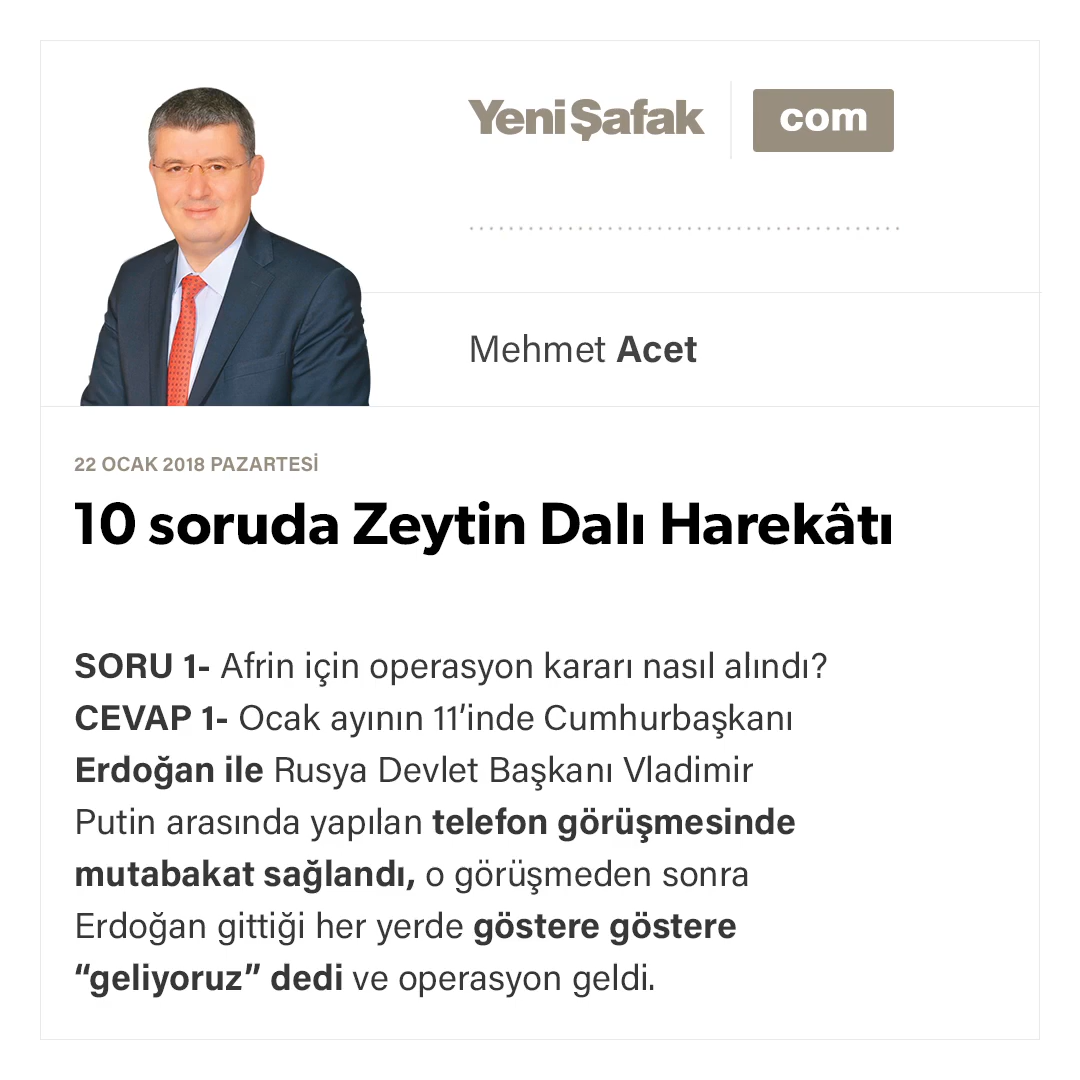 YeniŞafak com
Mehmet Acet
22 OCAK 2018 PAZARTESİ
10 soruda Zeytin Dalı Harekâtı
SORU 1- Afrin için operasyon kararı nasıl alındı?
CEVAP 1- Ocak ayının 11’inde Cumhurbaşkanı
Erdoğan ile Rusya Devlet Başkanı Vladimir
Putin arasında yapılan telefon görüşmesinde
mutabakat sağlandı, o görüşmeden sonra
Erdoğan gittiği her yerde göstere göstere
“geliyoruz” dedi ve operasyon geldi.